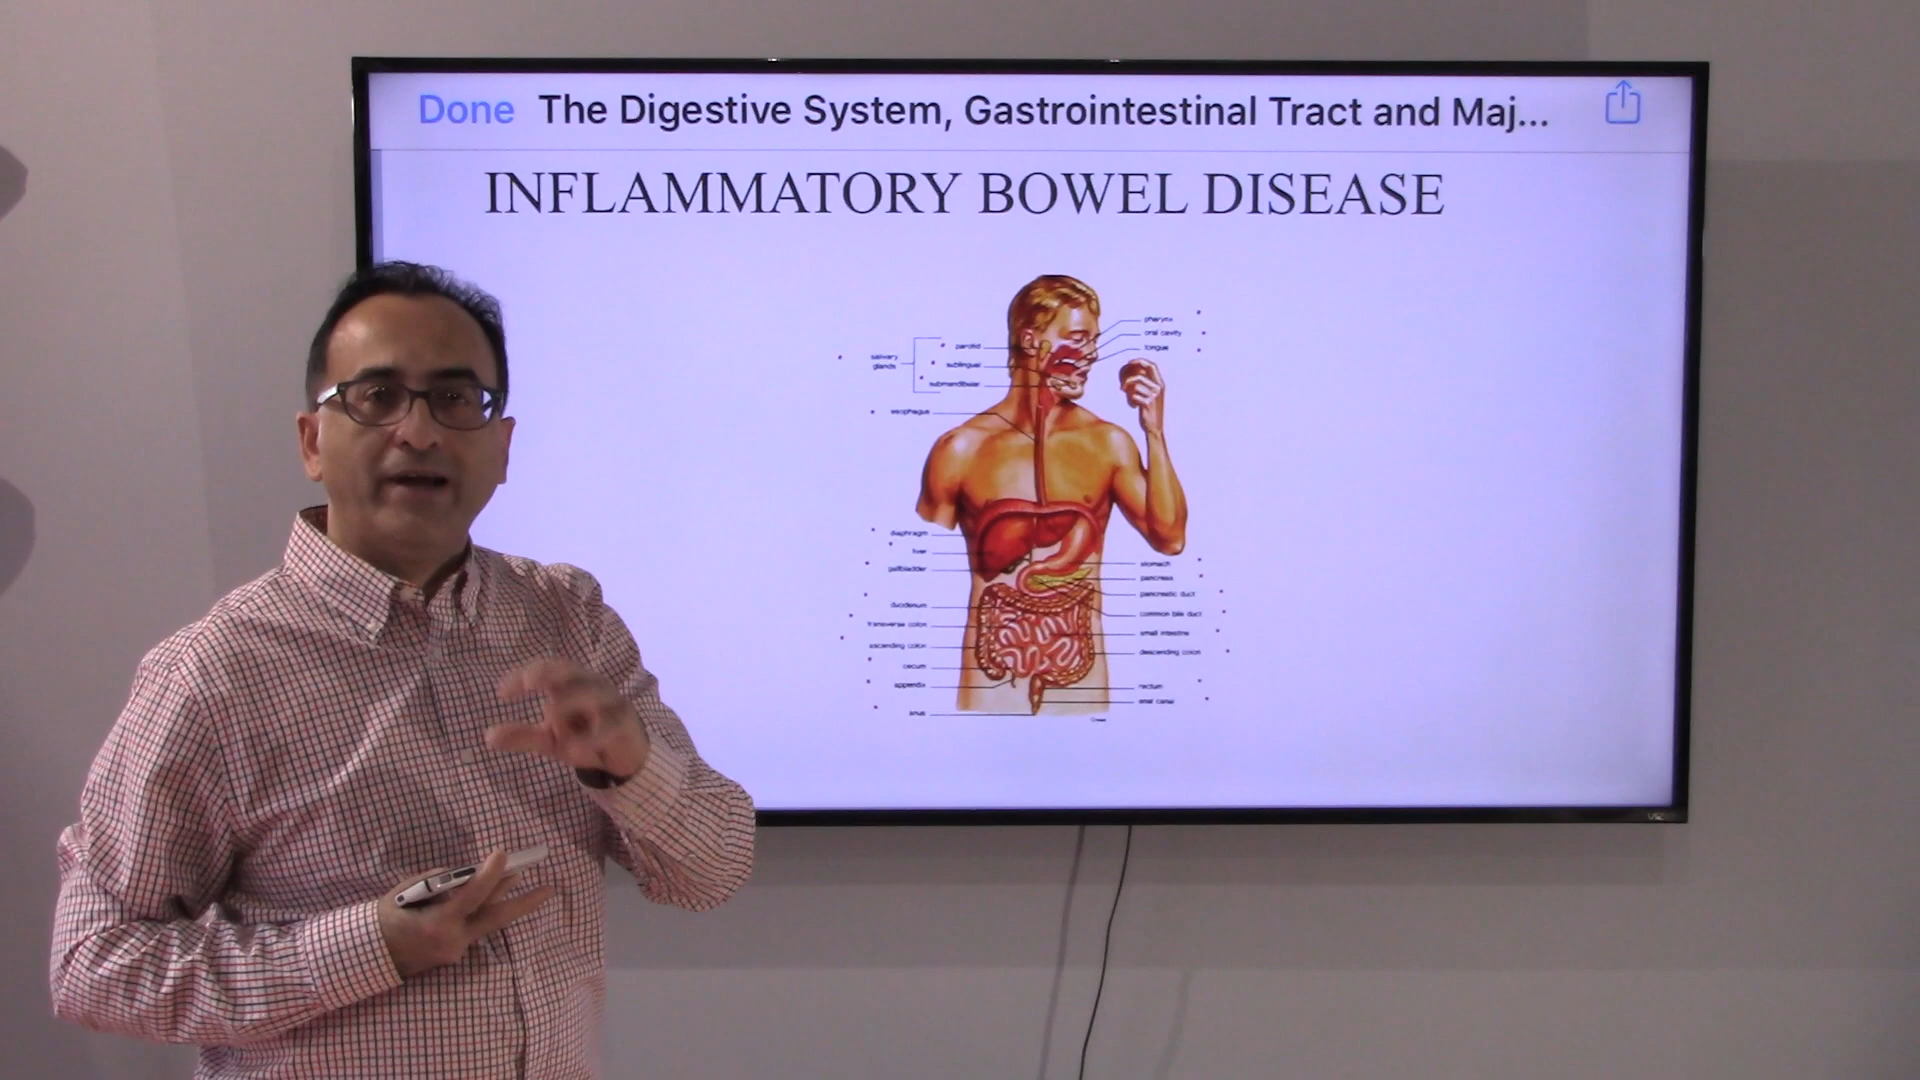 Done The Digestive System, Gastrointestinal Tract and Maj...
INFLAMMATORY BOWEL DISEASE
pharynx
oral cavity
tongue
salivary
glands
parotid
sublingual
submandibular
esophagus
diaphragm
liver
gallbladder
duodenum
transverse colon
ascending colon
cecum
appendix
anus
stomach
pancreas
pancreatic duct
common bile duct
small intestine
descending colon
rectum
anal canal